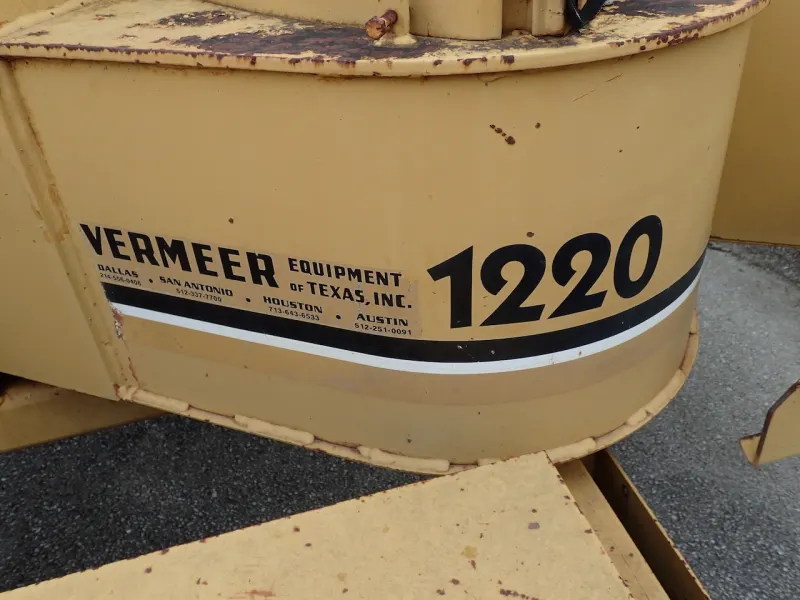 VERMEER EQUIPMENT OF TEXAS, INC.
DALLAS • SAN ANTONIO • HOUSTON • AUSTIN
512-337-7700 713-643-6533 512-251-0091
1220